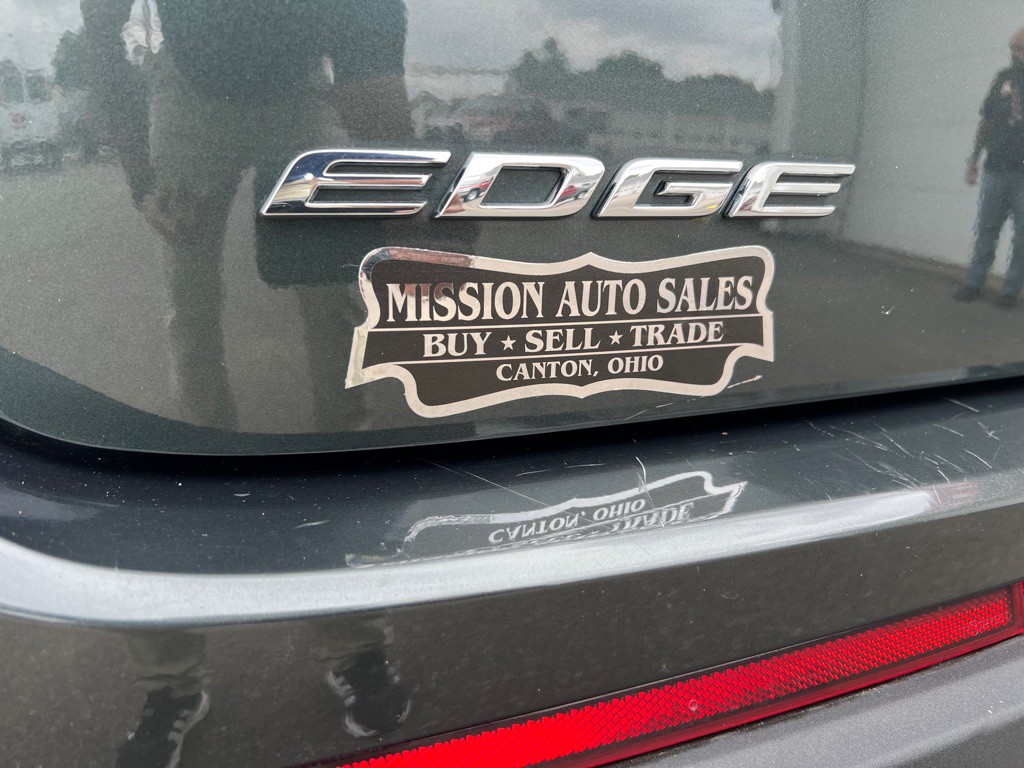 EDGE
MISSION AUTO SALES
BUY ★ SELL ★ TRADE
CANTON, OHIO